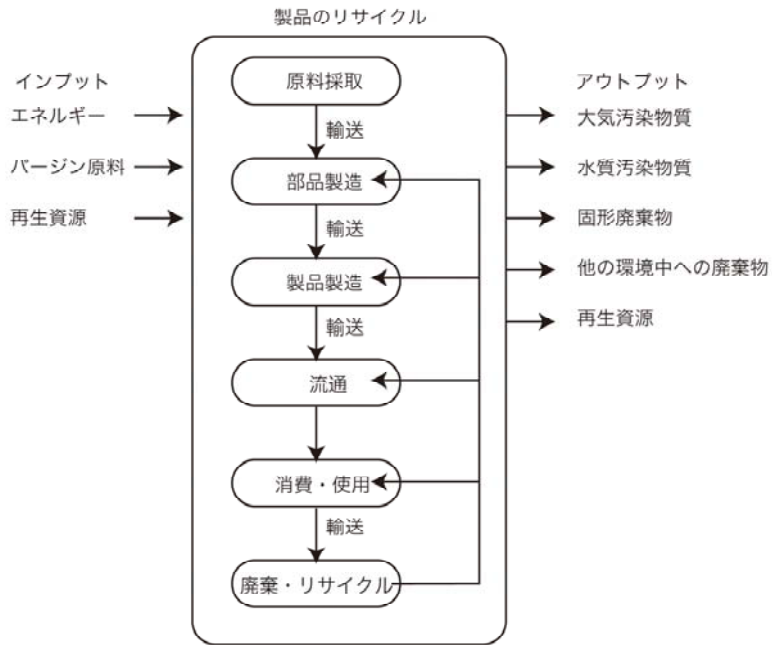 製品のリサイクル
インプット
エネルギー
バージン原料
再生資源
原料採取
輸送
部品製造
輸送
製品製造
輸送
流通
消費・使用
輸送
廃棄・リサイクル
アウトプット
大気汚染物質
水質汚染物質
固形廃棄物
他の環境中への廃棄物
再生資源